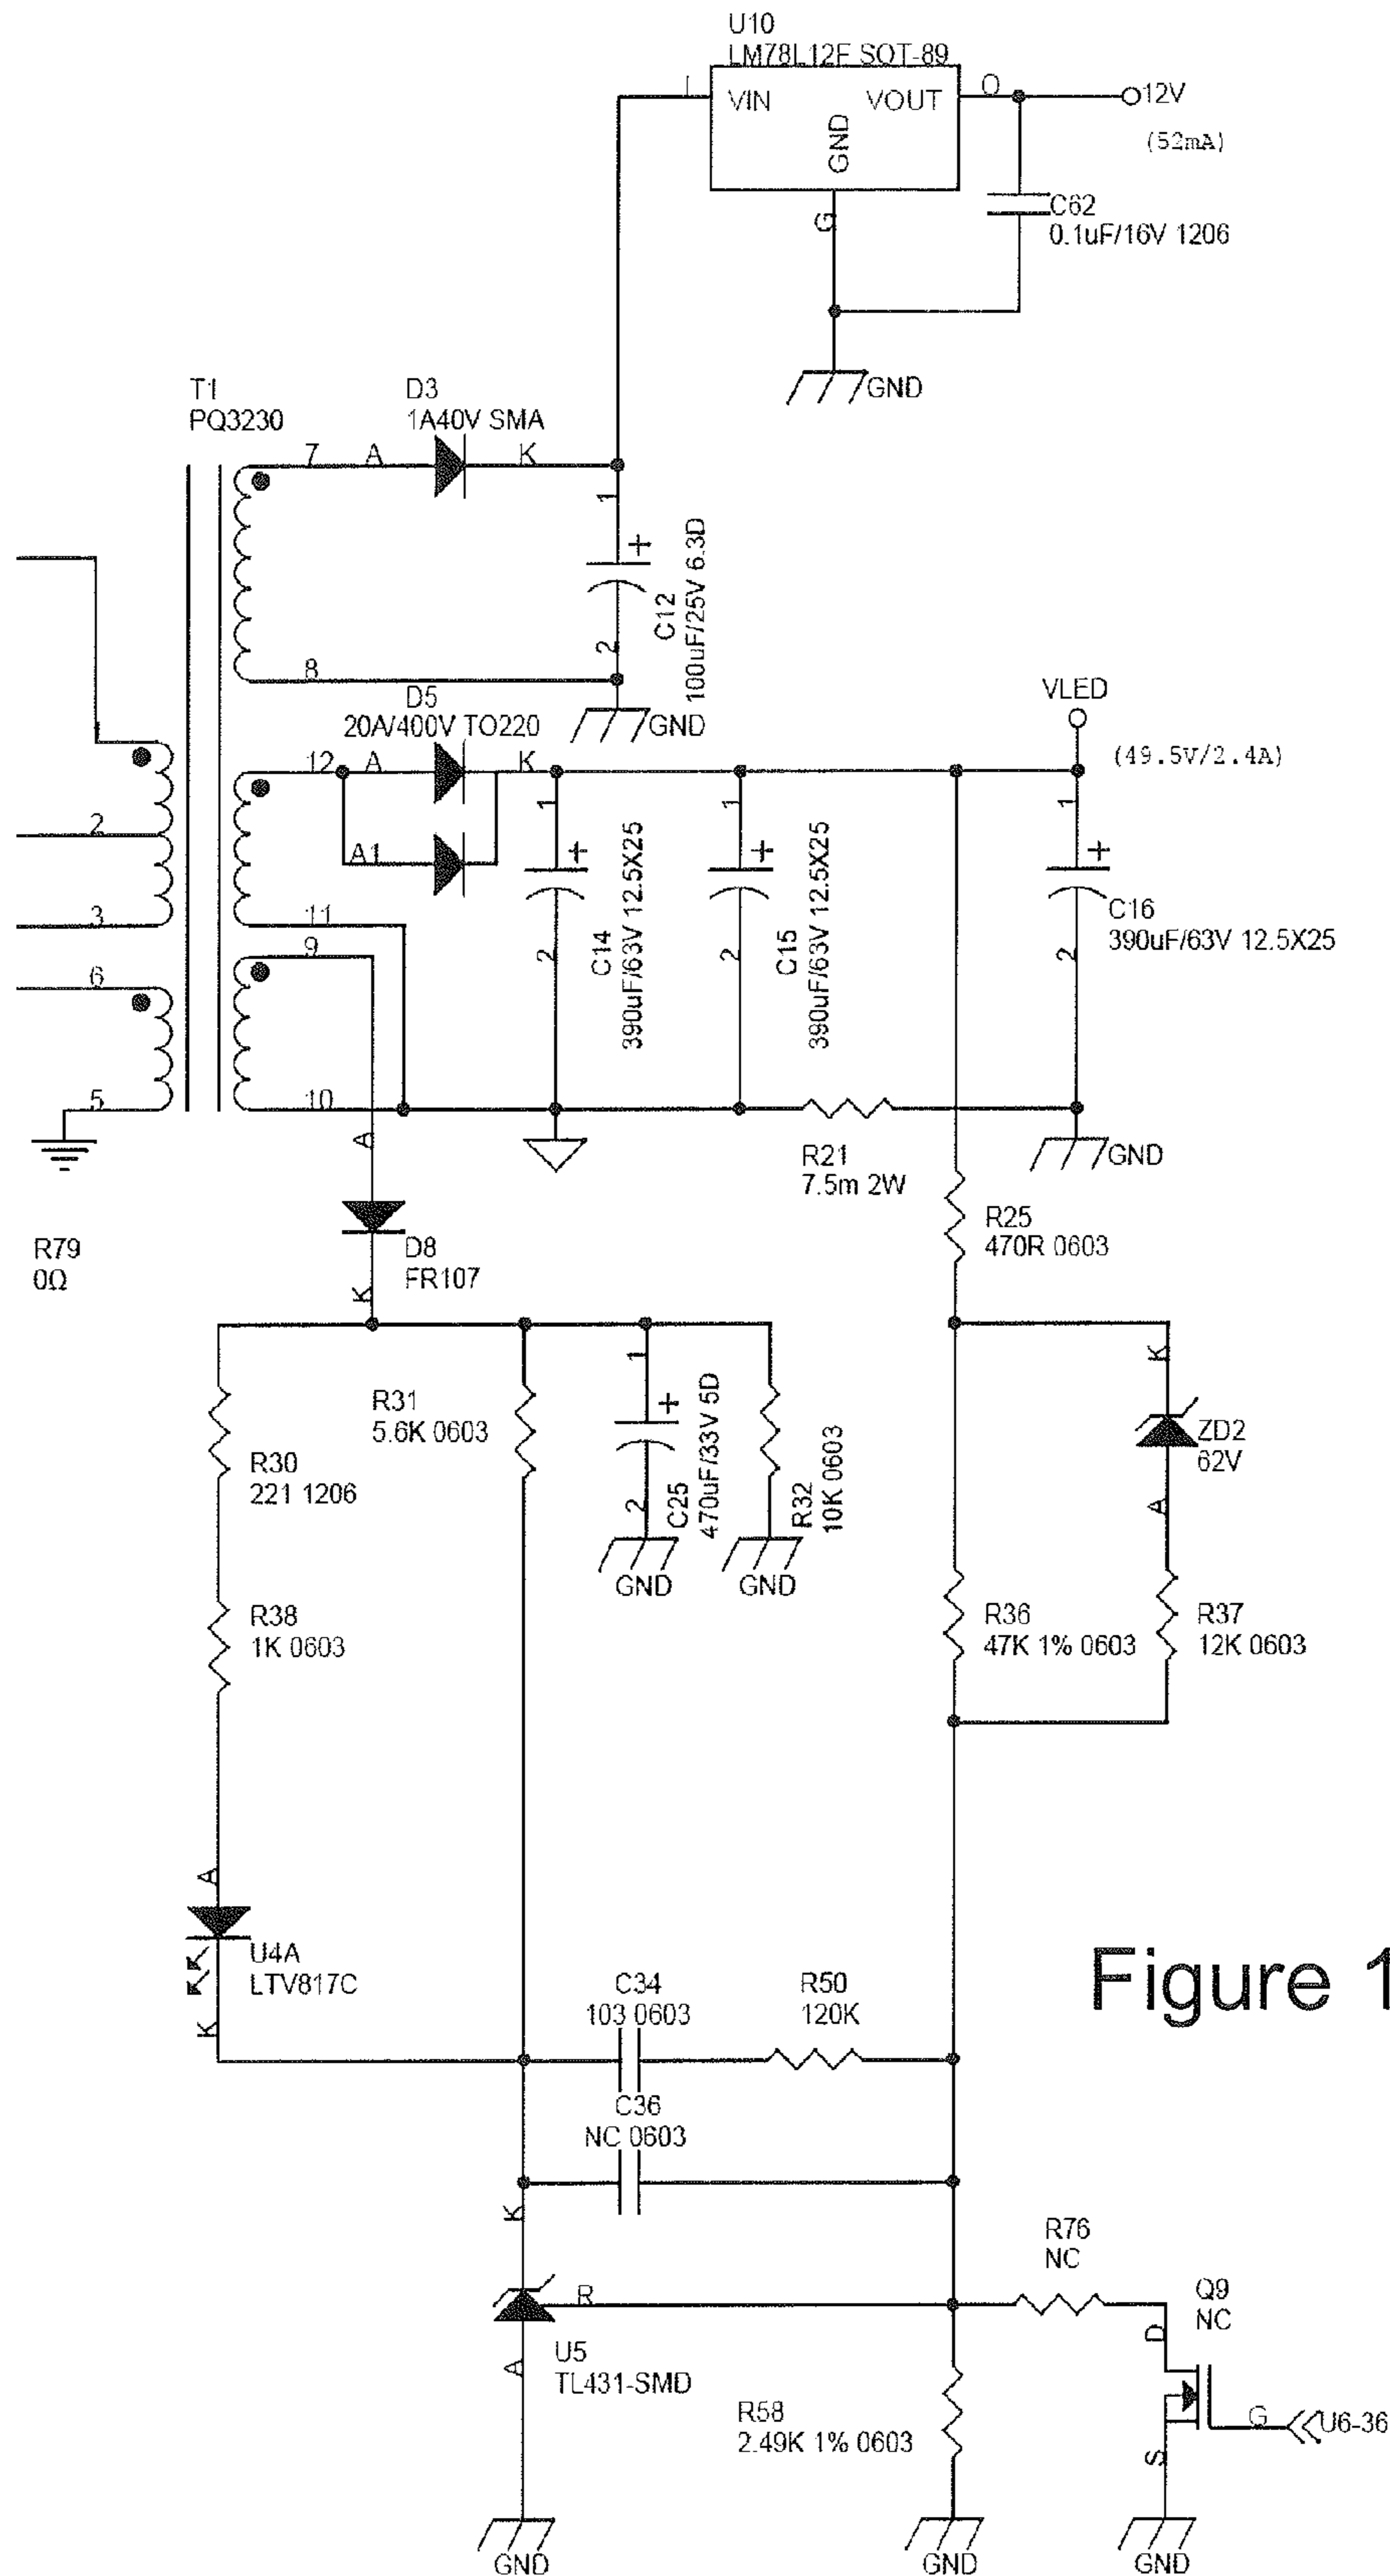 U10
LM78L12F SOT-89
I
VIN
VOUT
O
12V
(52mA)
GND
G
C62
0.1uF/16V 1206
GND
T1
PQ3230
D3
1A40V SMA
7
A
K
1
+
C12
100uF/25V 6.3D
2
8
GND
D5
20A/400V TO220
VLED
(49.5V/2.4A)
1
12
A
K
A1
1
+
C14
390uF/63V 12.5X25
2
1
+
C15
390uF/63V 12.5X25
2
1
+
C16
390uF/63V 12.5X25
2
2
3
11
9
6
5
10
A
R21
7.5m 2W
GND
R79
0Ω
D8
FR107
K
R25
470R 0603
R31
5.6K 0603
1
+
C25
470uF/33V 5D
2
GND
R32
10K 0603
GND
K
ZD2
62V
A
R30
221 1206
R38
1K 0603
R36
47K 1% 0603
R37
12K 0603
A
U4A
LTV817C
K
C34
103 0603
R50
120K
Figure 1
C36
NC 0603
K
R
U5
TL431-SMD
A
R76
NC
Q9
NC
D
G
U6-36
S
R58
2.49K 1% 0603
GND
GND
GND